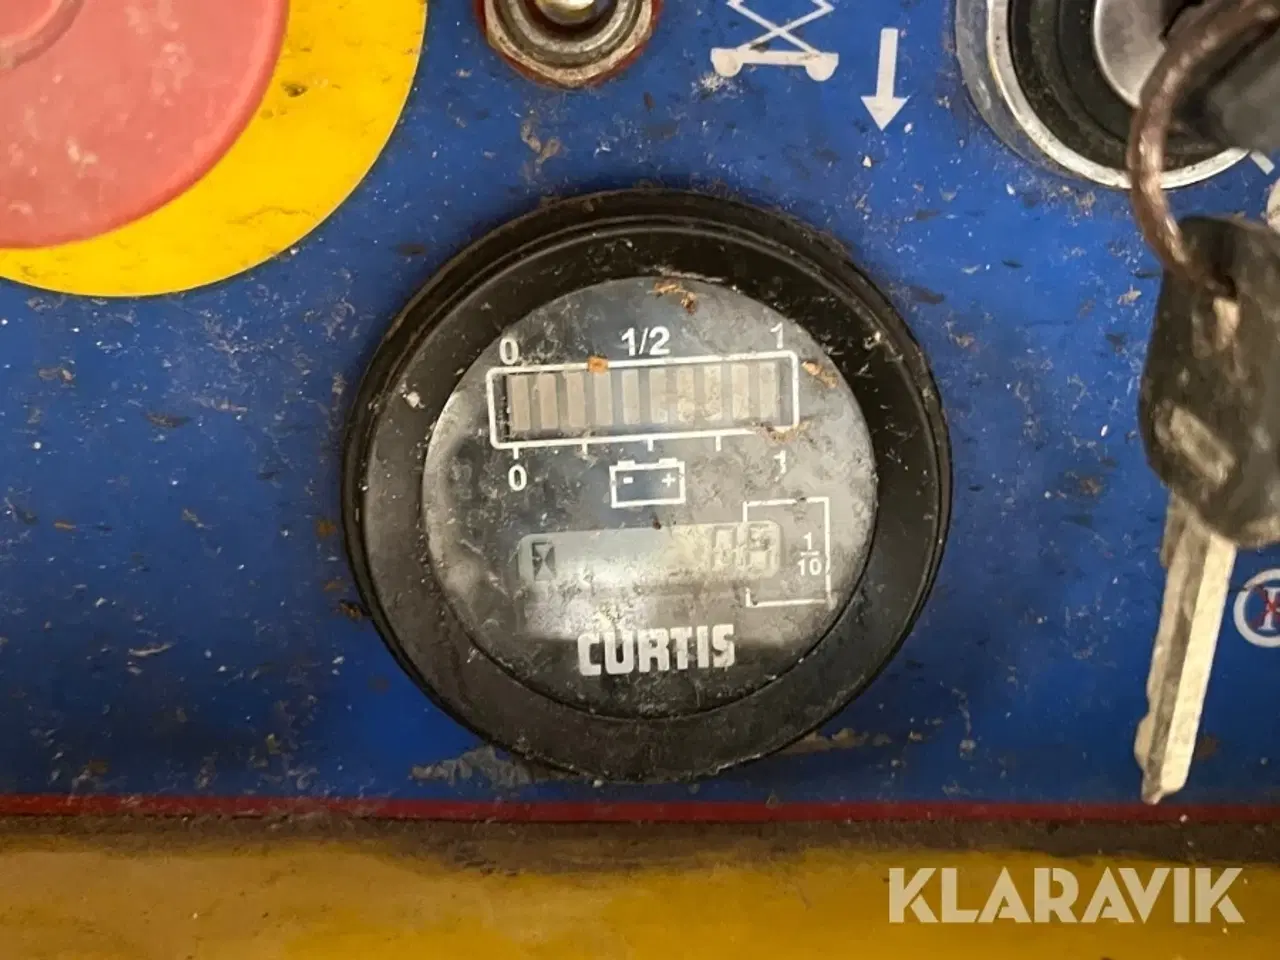 0 1/2 1
0 1
- +
1
10
CURTIS
KLARAVIK